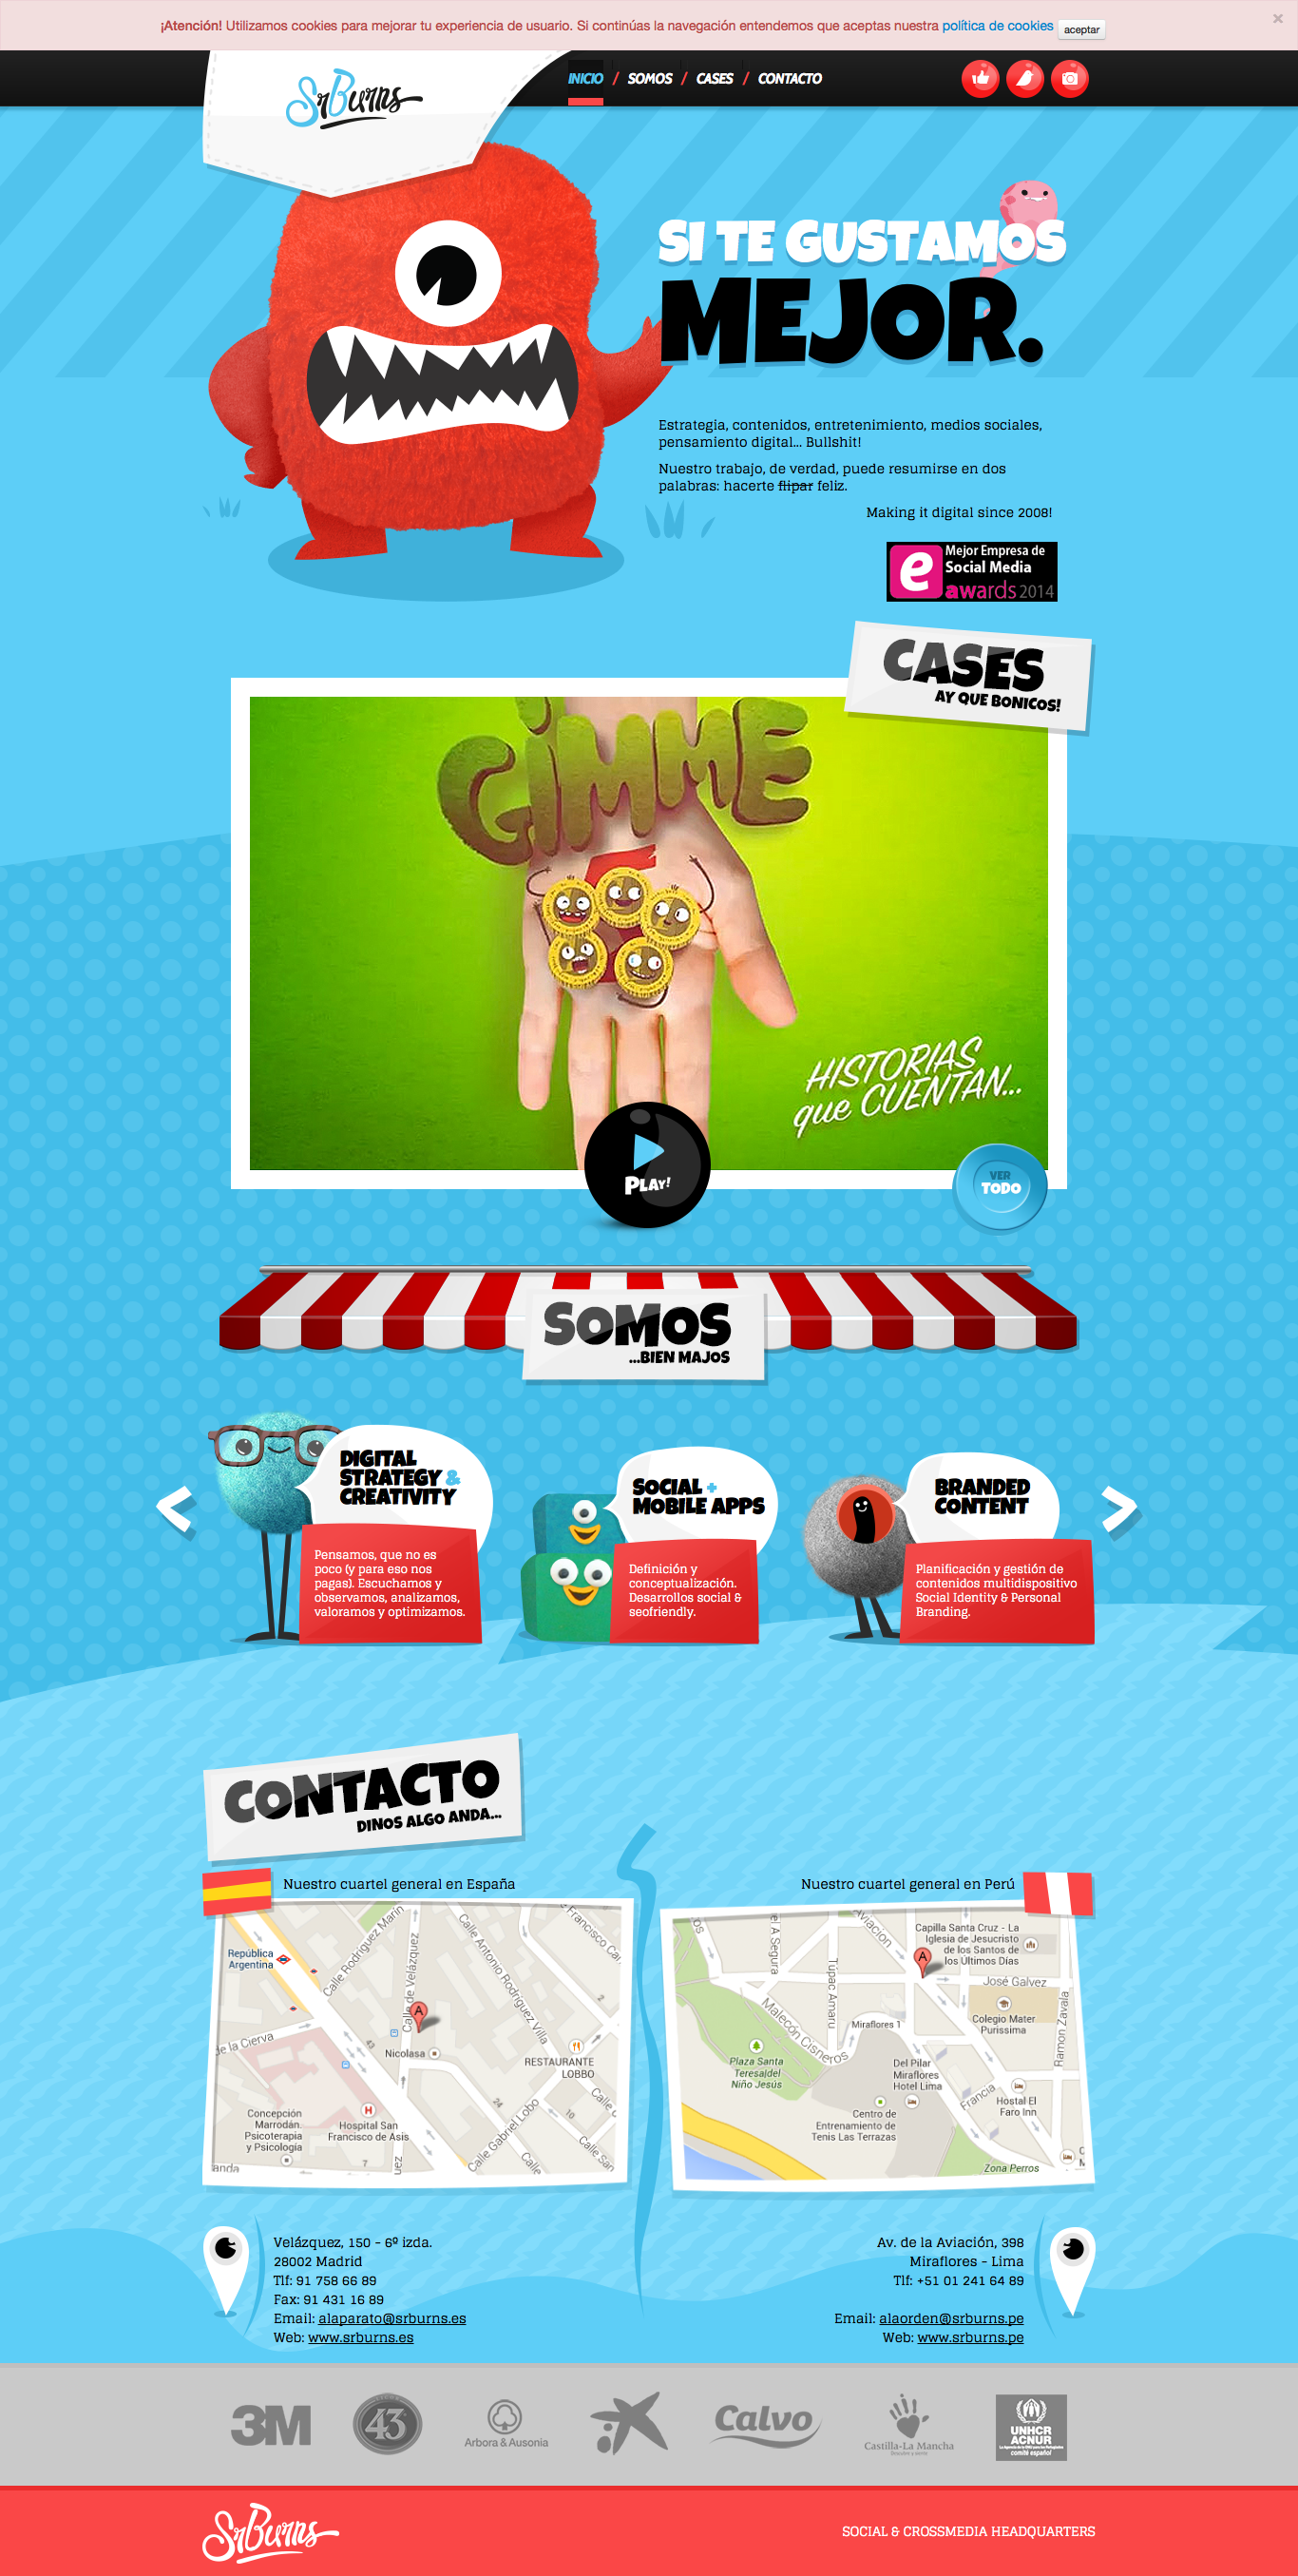 ¡Atención! Utilizamos cookies para mejorar tu experiencia de usuario. Si continúas la navegación entendemos que aceptas nuestra política de cookies aceptar ×
SrBurns
INICIO / SOMOS / CASES / CONTACTO
SI TE GUSTAMOS
MEJOR.
Estrategia, contenidos, entretenimiento, medios sociales,
pensamiento digital... Bullshit!
Nuestro trabajo, de verdad, puede resumirse en dos
palabras: hacerte flipar feliz.
Making it digital since 2008!
e Mejor Empresa de
Social Media
awards 2014
CASES
AY QUE BONICOS!
GIMME
HISTORIAS
que CUENTAN...
PLAY!
VER
TODO
SOMOS
...BIEN MAJOS
DIGITAL
STRATEGY &
CREATIVITY
Pensamos, que no es
poco (y para eso nos
pagas). Escuchamos y
observamos, analizamos,
valoramos y optimizamos.
SOCIAL +
MOBILE APPS
Definición y
conceptualización.
Desarrollos social &
seofriendly.
BRANDED
CONTENT
Planificación y gestión de
contenidos multidispositivo
Social Identity & Personal
Branding.
CONTACTO
DINOS ALGO ANDA...
Nuestro cuartel general en España
República
Argentina
Calle Rodríguez Marín
Calle de Velázquez
Calle Antonio Rodríguez Villa
Francisco
de la Cierva
43
A
Nicolasa
2
RESTAURANTE
LOBBO
H
Concepción
Marrodán.
Psicoterapia
y Psicología
Hospital San
Francisco de Asis
24
10
Calle Gabriel Lobo
7
Nuestro cuartel general en Perú
el A Segura
Tupac Amaru
Aviacion
Capilla Santa Cruz - La
Iglesia de Jesucristo
de los Santos de
los Últimos Días
A
José Galvez
Colegio Mater
Purissima
Ramon Zavala
Malecón Cisneros
Miraflores 1
Plaza Santa
Teresa/del
Niño Jesús
Del Pilar
Miraflores
Hotel Lima
Francia
Hostal El
Faro Inn
Centro de
Entrenamiento de
Tenis Las Terrazas
Zona Perros
Velázquez, 150 - 6º izda.
28002 Madrid
Tlf: 91 758 66 89
Fax: 91 431 16 89
Email: alaparato@srburns.es
Web: www.srburns.es
Av. de la Aviación, 398
Miraflores - Lima
Tlf: +51 01 241 64 89
Email: alaorden@srburns.pe
Web: www.srburns.pe
3M
43
Arbora & Ausonia
Calvo
Castilla-La Mancha
UNHCR
ACNUR
comité español
SrBurns
SOCIAL & CROSSMEDIA HEADQUARTERS